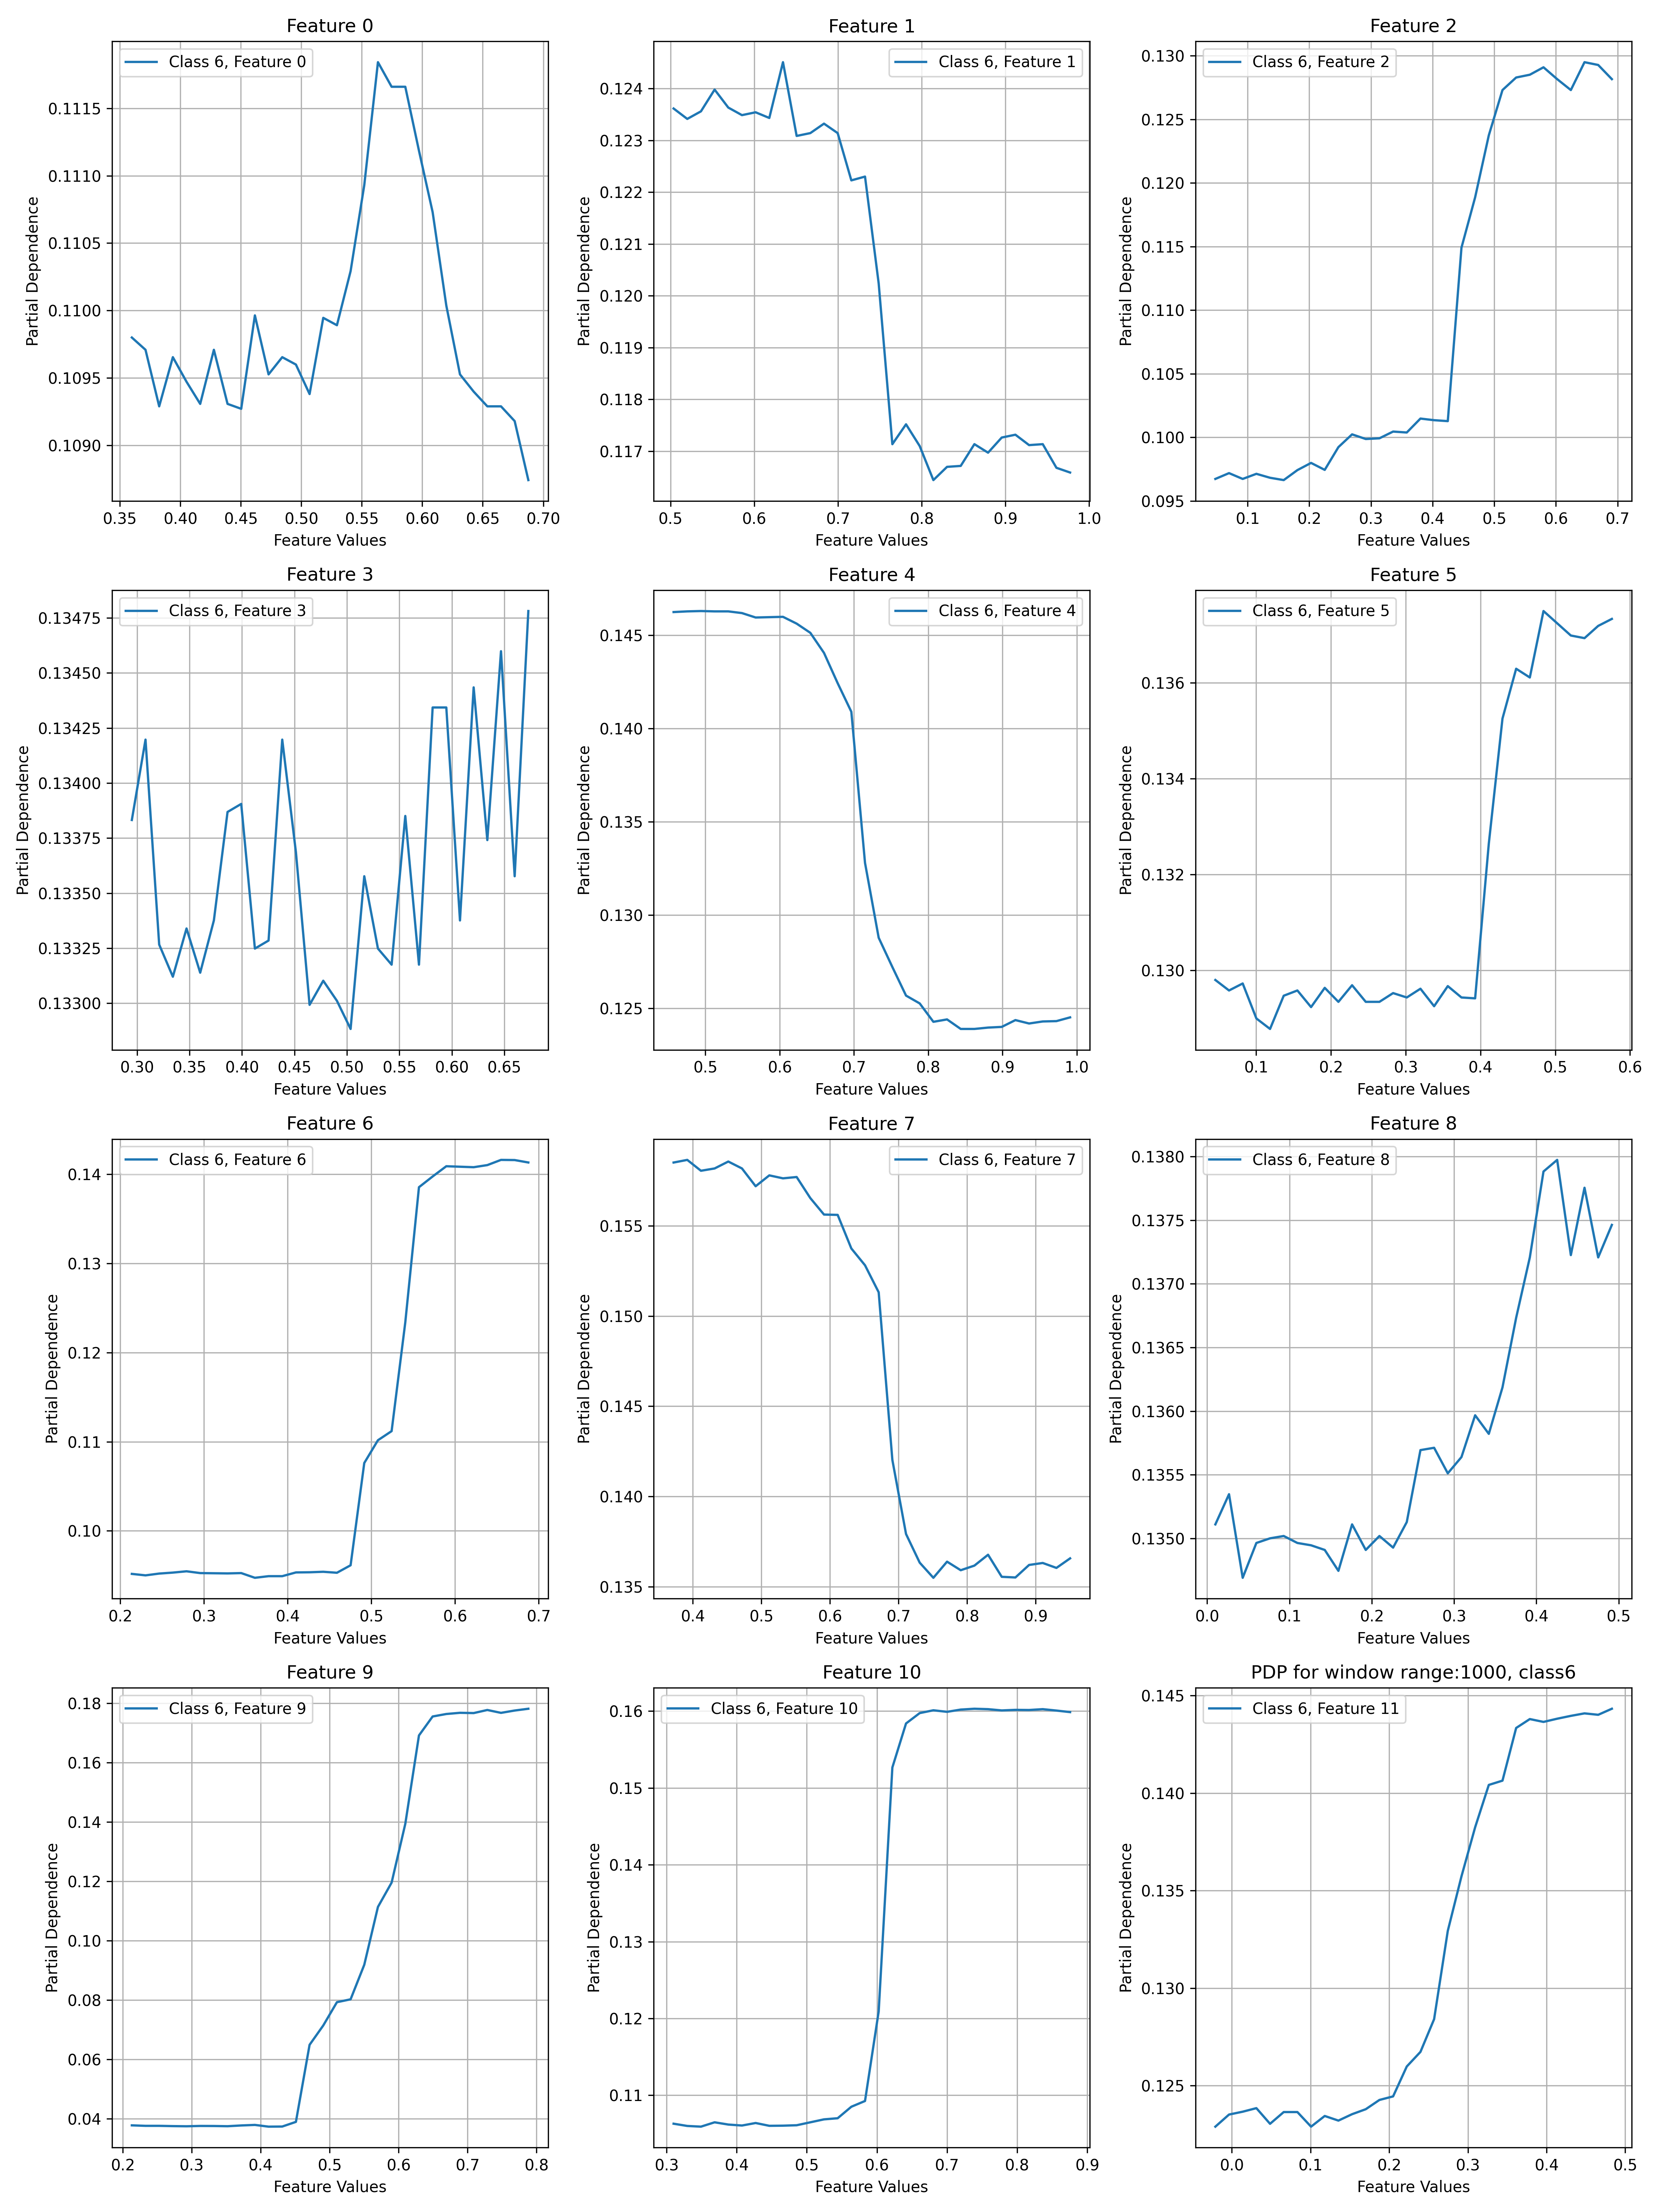 Feature 0
Class 6, Feature 0
Partial Dependence
0.1115
0.1110
0.1105
0.1100
0.1095
0.1090
0.35 0.40 0.45 0.50 0.55 0.60 0.65 0.70
Feature Values
Feature 1
Class 6, Feature 1
Partial Dependence
0.124
0.123
0.122
0.121
0.120
0.119
0.118
0.117
0.5 0.6 0.7 0.8 0.9 1.0
Feature Values
Feature 2
Class 6, Feature 2
Partial Dependence
0.130
0.125
0.120
0.115
0.110
0.105
0.100
0.095
0.1 0.2 0.3 0.4 0.5 0.6 0.7
Feature Values
Feature 3
Class 6, Feature 3
Partial Dependence
0.13475
0.13450
0.13425
0.13400
0.13375
0.13350
0.13325
0.13300
0.30 0.35 0.40 0.45 0.50 0.55 0.60 0.65
Feature Values
Feature 4
Class 6, Feature 4
Partial Dependence
0.145
0.140
0.135
0.130
0.125
0.5 0.6 0.7 0.8 0.9 1.0
Feature Values
Feature 5
Class 6, Feature 5
Partial Dependence
0.136
0.134
0.132
0.130
0.1 0.2 0.3 0.4 0.5 0.6
Feature Values
Feature 6
Class 6, Feature 6
Partial Dependence
0.14
0.13
0.12
0.11
0.10
0.2 0.3 0.4 0.5 0.6 0.7
Feature Values
Feature 7
Class 6, Feature 7
Partial Dependence
0.155
0.150
0.145
0.140
0.135
0.4 0.5 0.6 0.7 0.8 0.9
Feature Values
Feature 8
Class 6, Feature 8
Partial Dependence
0.1380
0.1375
0.1370
0.1365
0.1360
0.1355
0.1350
0.0 0.1 0.2 0.3 0.4 0.5
Feature Values
Feature 9
Class 6, Feature 9
Partial Dependence
0.18
0.16
0.14
0.12
0.10
0.08
0.06
0.04
0.2 0.3 0.4 0.5 0.6 0.7 0.8
Feature Values
Feature 10
Class 6, Feature 10
Partial Dependence
0.16
0.15
0.14
0.13
0.12
0.11
0.3 0.4 0.5 0.6 0.7 0.8 0.9
Feature Values
PDP for window range:1000, class6
Class 6, Feature 11
Partial Dependence
0.145
0.140
0.135
0.130
0.125
0.0 0.1 0.2 0.3 0.4 0.5
Feature Values